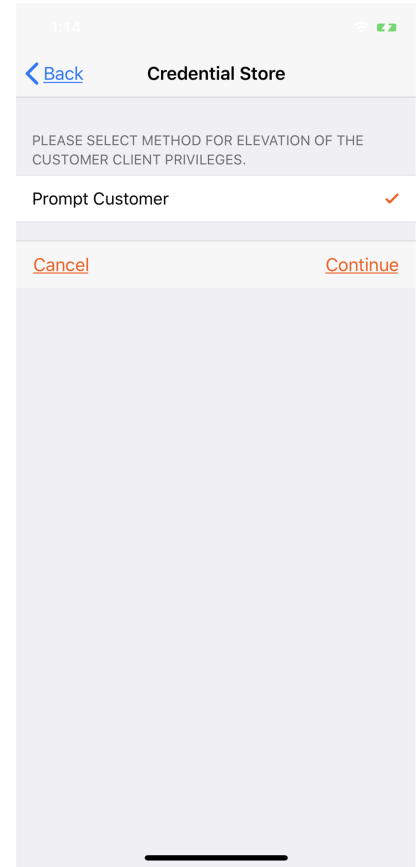 1:14
Back
Credential Store
PLEASE SELECT METHOD FOR ELEVATION OF THE
CUSTOMER CLIENT PRIVILEGES.
Prompt Customer
Cancel
Continue